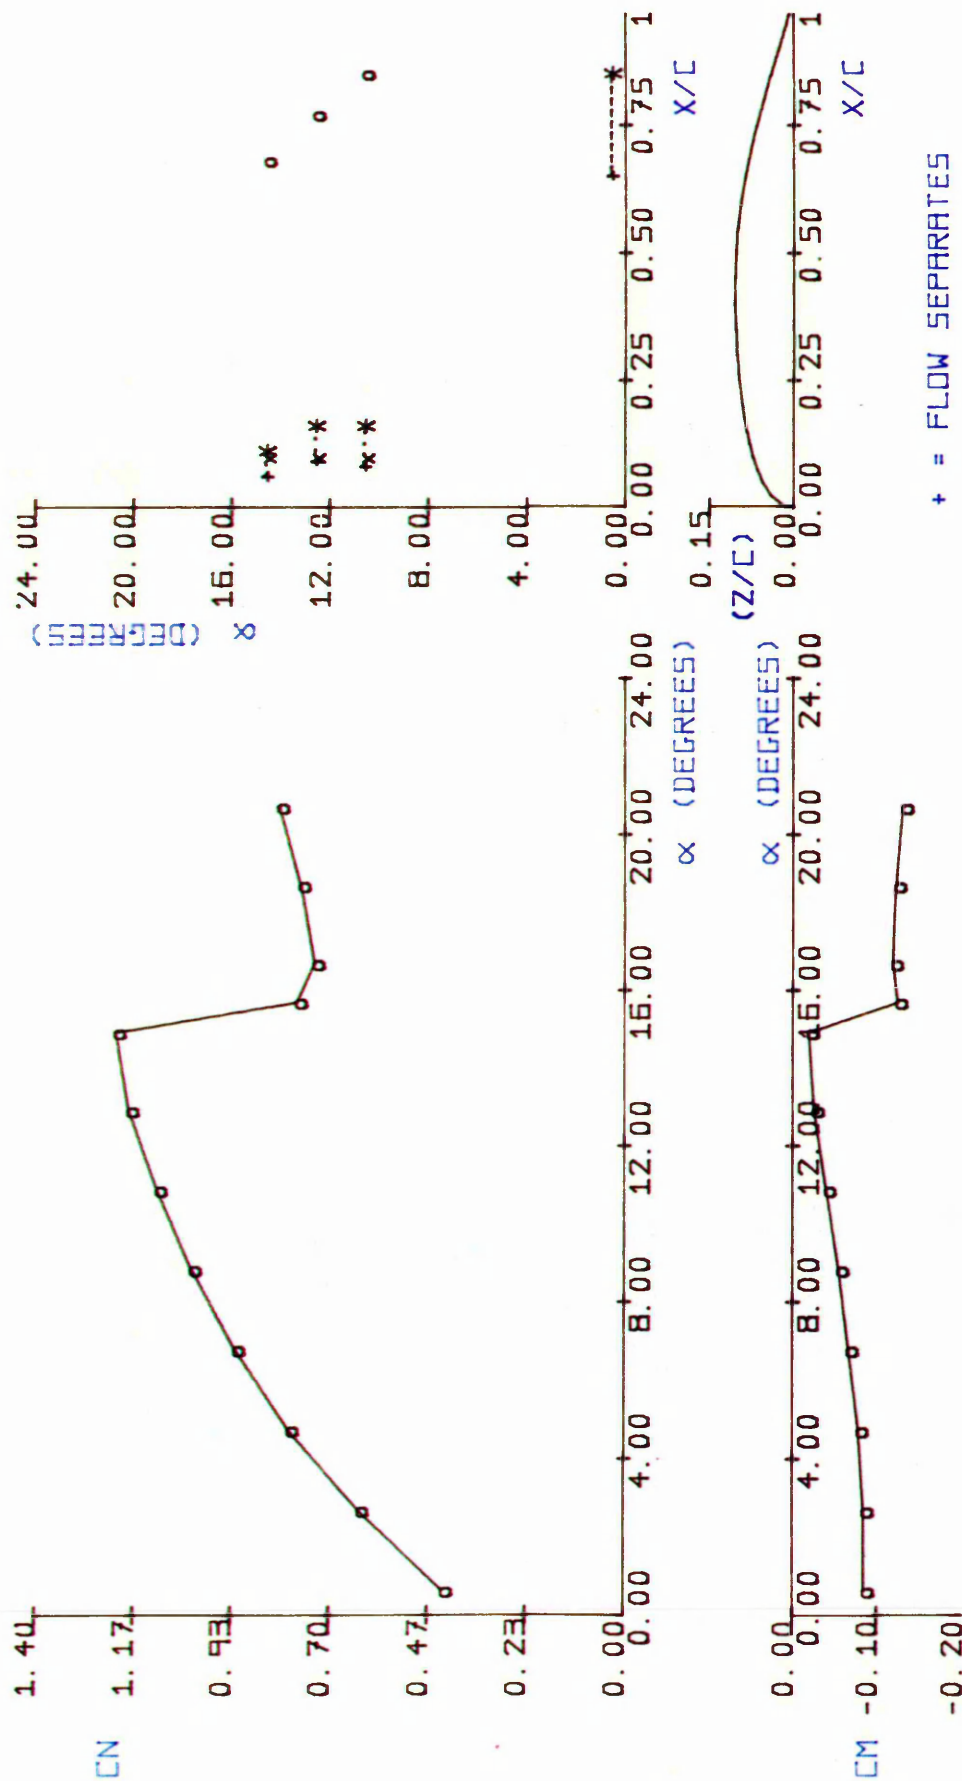 CN
1.40
1.17
0.93
0.70
0.47
0.23
0.00
0.00 4.00 8.00 12.00 16.00 20.00 24.00
α (DEGREES)
CM
0.00
-0.10
-0.20
0.00 4.00 8.00 12.00 16.00 20.00 24.00
α (DEGREES)
α
(DEGREES)
24.00
20.00
16.00
12.00
8.00
4.00
0.00
0.00 0.25 0.50 0.75 1
X/C
0.15
(Z/C)
0.00
0.00 0.25 0.50 0.75 1
X/C
+ = FLOW SEPARATES